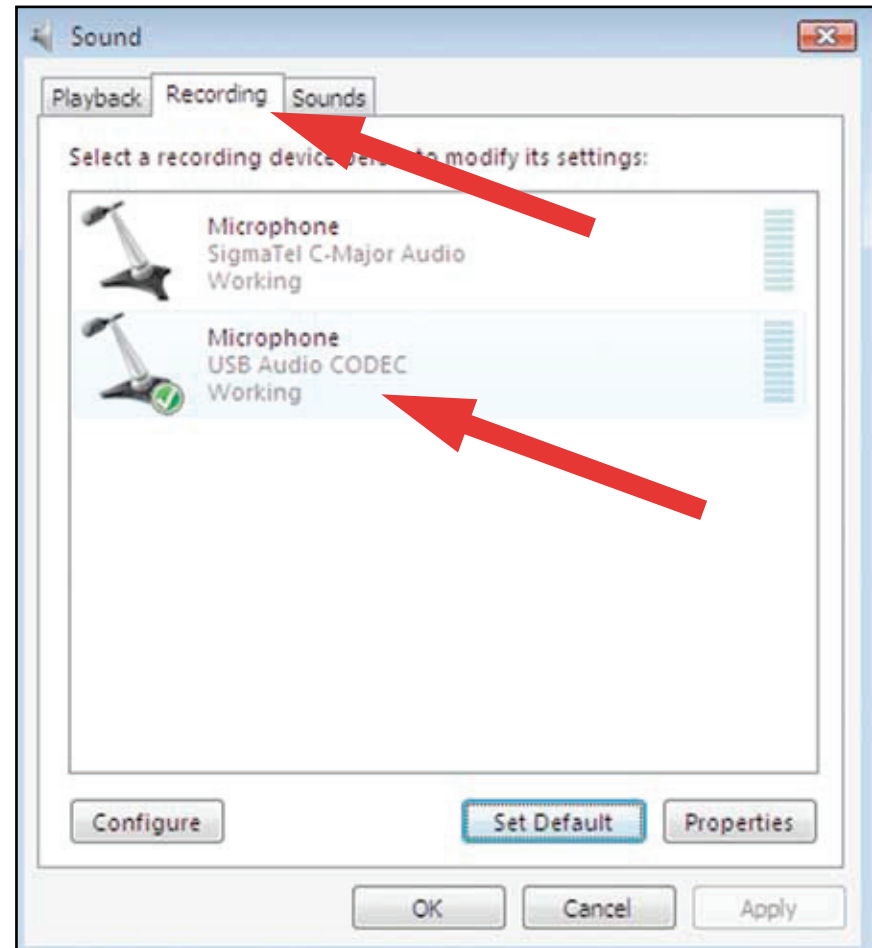 Sound
Playback Recording Sounds
Select a recording device to modify its settings:
Microphone
SigmaTel C-Major Audio
Working
Microphone
USB Audio CODEC
Working
Configure Set Default Properties
OK Cancel Apply